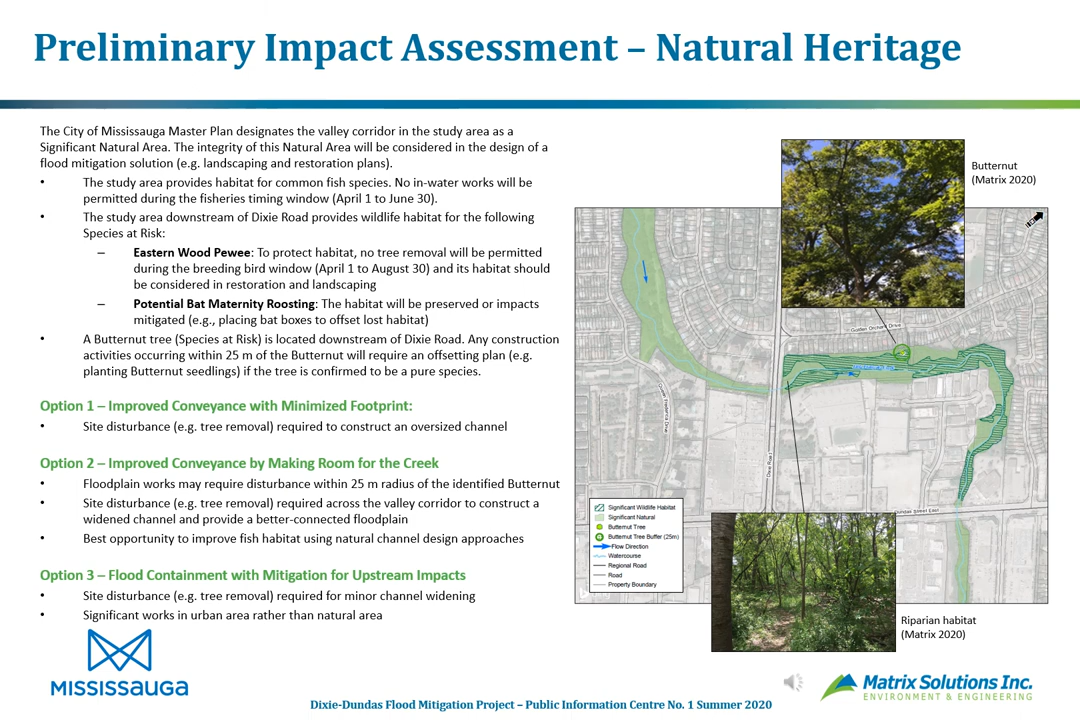 Preliminary Impact Assessment – Natural Heritage
The City of Mississauga Master Plan designates the valley corridor in the study area as a
Significant Natural Area. The integrity of this Natural Area will be considered in the design of a
flood mitigation solution (e.g. landscaping and restoration plans).
• The study area provides habitat for common fish species. No in-water works will be
permitted during the fisheries timing window (April 1 to June 30).
• The study area downstream of Dixie Road provides wildlife habitat for the following
Species at Risk:
– Eastern Wood Pewee: To protect habitat, no tree removal will be permitted
during the breeding bird window (April 1 to August 30) and its habitat should
be considered in restoration and landscaping
– Potential Bat Maternity Roosting: The habitat will be preserved or impacts
mitigated (e.g., placing bat boxes to offset lost habitat)
• A Butternut tree (Species at Risk) is located downstream of Dixie Road. Any construction
activities occurring within 25 m of the Butternut will require an offsetting plan (e.g.
planting Butternut seedlings) if the tree is confirmed to be a pure species.
Option 1 – Improved Conveyance with Minimized Footprint:
• Site disturbance (e.g. tree removal) required to construct an oversized channel
Option 2 – Improved Conveyance by Making Room for the Creek
• Floodplain works may require disturbance within 25 m radius of the identified Butternut
• Site disturbance (e.g. tree removal) required across the valley corridor to construct a
widened channel and provide a better-connected floodplain
• Best opportunity to improve fish habitat using natural channel design approaches
Option 3 – Flood Containment with Mitigation for Upstream Impacts
• Site disturbance (e.g. tree removal) required for minor channel widening
• Significant works in urban area rather than natural area
Butternut
(Matrix 2020)
Golden Orchard Drive
Dixie Road
Dundas Street East
Significant Wildlife Habitat
Significant Natural
Butternut Tree
Butternut Tree Buffer (25m)
Flow Direction
Watercourse
Regional Road
Road
Property Boundary
Riparian habitat
(Matrix 2020)
MISSISSAUGA
Matrix Solutions Inc.
ENVIRONMENT & ENGINEERING
Dixie-Dundas Flood Mitigation Project – Public Information Centre No. 1 Summer 2020